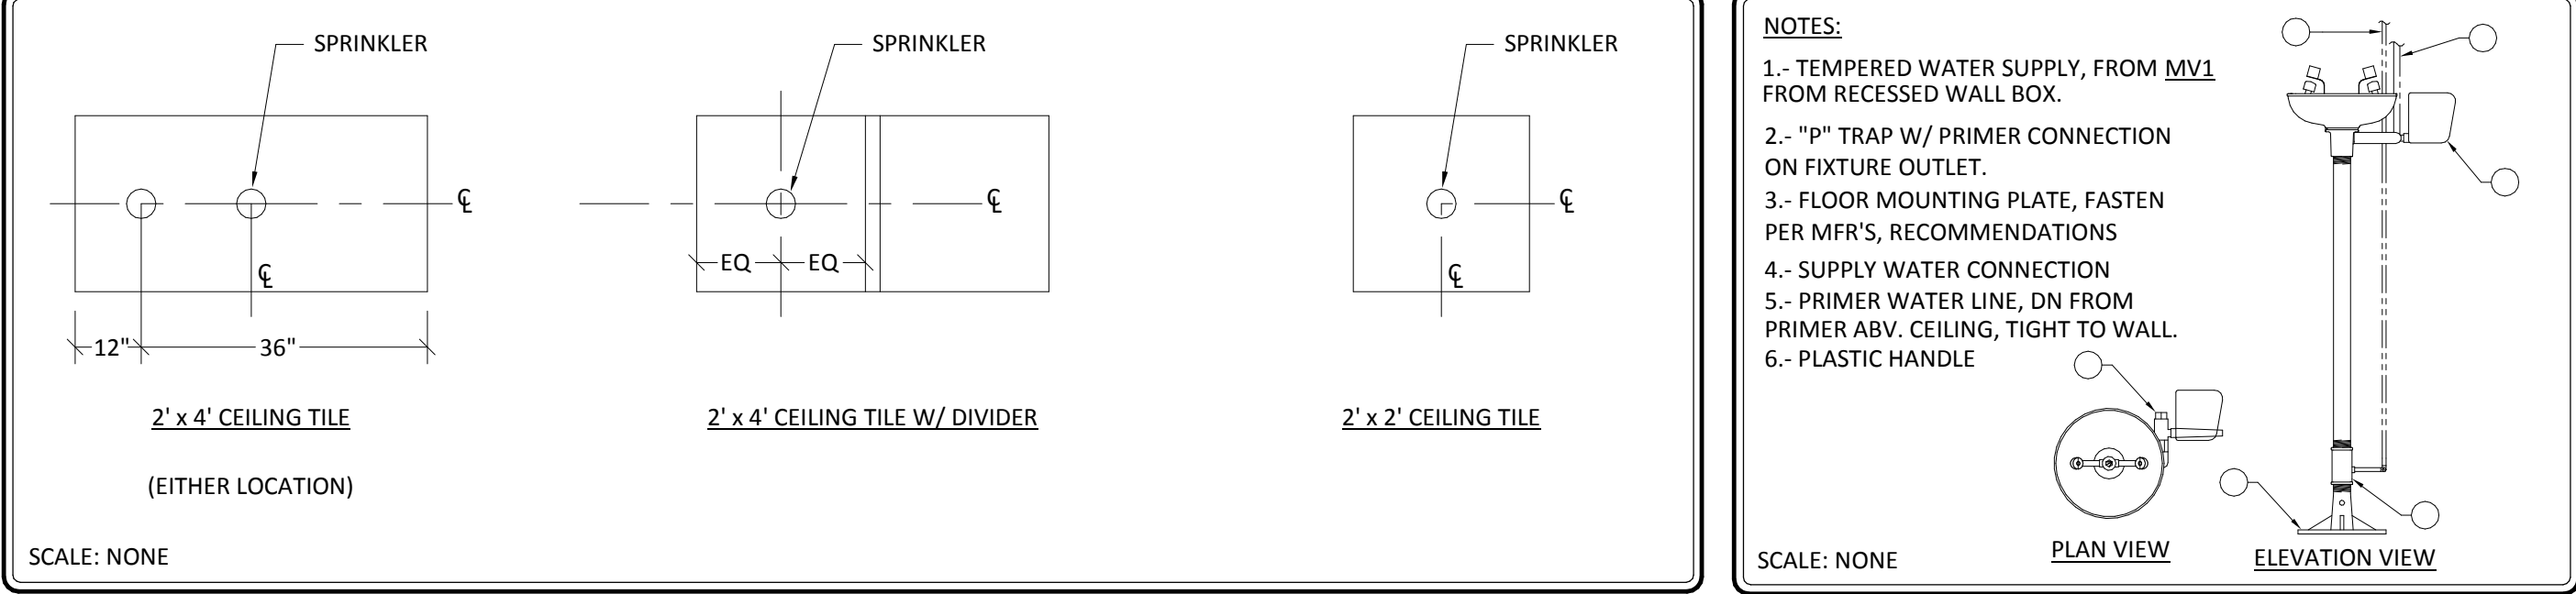 SPRINKLER
℄
℄
12"
36"
2' x 4' CEILING TILE
(EITHER LOCATION)
SPRINKLER
℄
EQ
EQ
2' x 4' CEILING TILE W/ DIVIDER
SPRINKLER
℄
℄
2' x 2' CEILING TILE
SCALE: NONE
NOTES:
1.- TEMPERED WATER SUPPLY, FROM MV1
FROM RECESSED WALL BOX.
2.- "P" TRAP W/ PRIMER CONNECTION
ON FIXTURE OUTLET.
3.- FLOOR MOUNTING PLATE, FASTEN
PER MFR'S, RECOMMENDATIONS
4.- SUPPLY WATER CONNECTION
5.- PRIMER WATER LINE, DN FROM
PRIMER ABV. CEILING, TIGHT TO WALL.
6.- PLASTIC HANDLE
PLAN VIEW
ELEVATION VIEW
SCALE: NONE